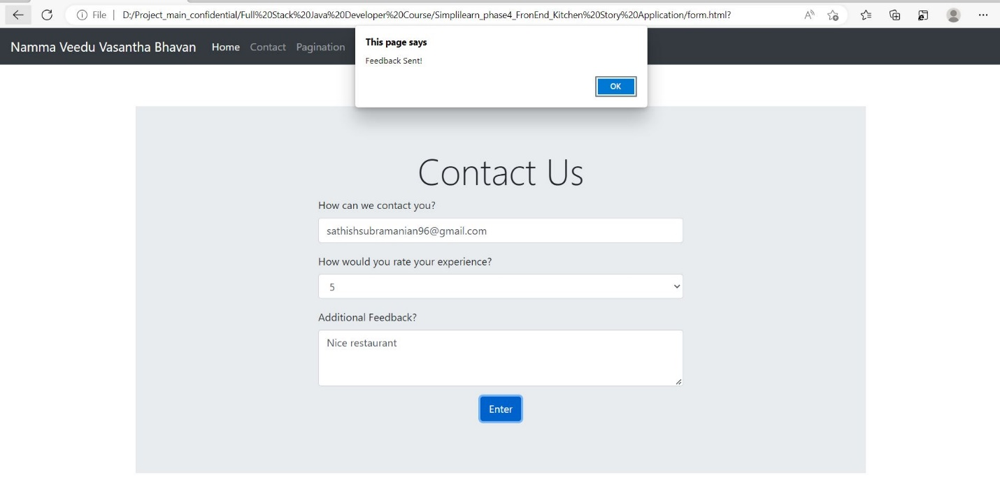 File D:/Project_main_confidential/Full%20Stack%20Java%20Developer%20Course/Simplilearn_phase4_FronEnd_Kitchen%20Story%20Application/form.html?
Namma Veedu Vasantha Bhavan Home Contact Pagination
This page says
Feedback Sent!
OK
Contact Us
How can we contact you?
sathishsubramanian96@gmail.com
How would you rate your experience?
5
Additional Feedback?
Nice restaurant
Enter